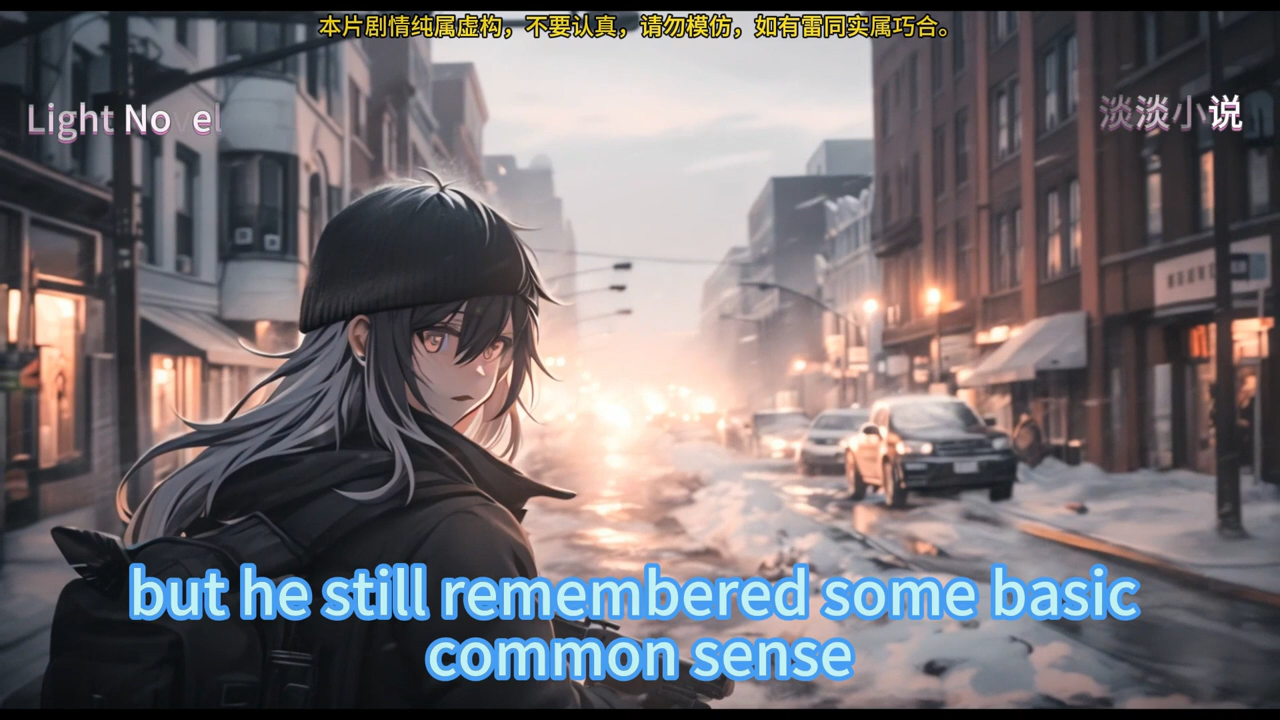 本片剧情纯属虚构，不要认真，请勿模仿，如有雷同实属巧合。
Light Novel
淡淡小说
but he still remembered some basic
common sense